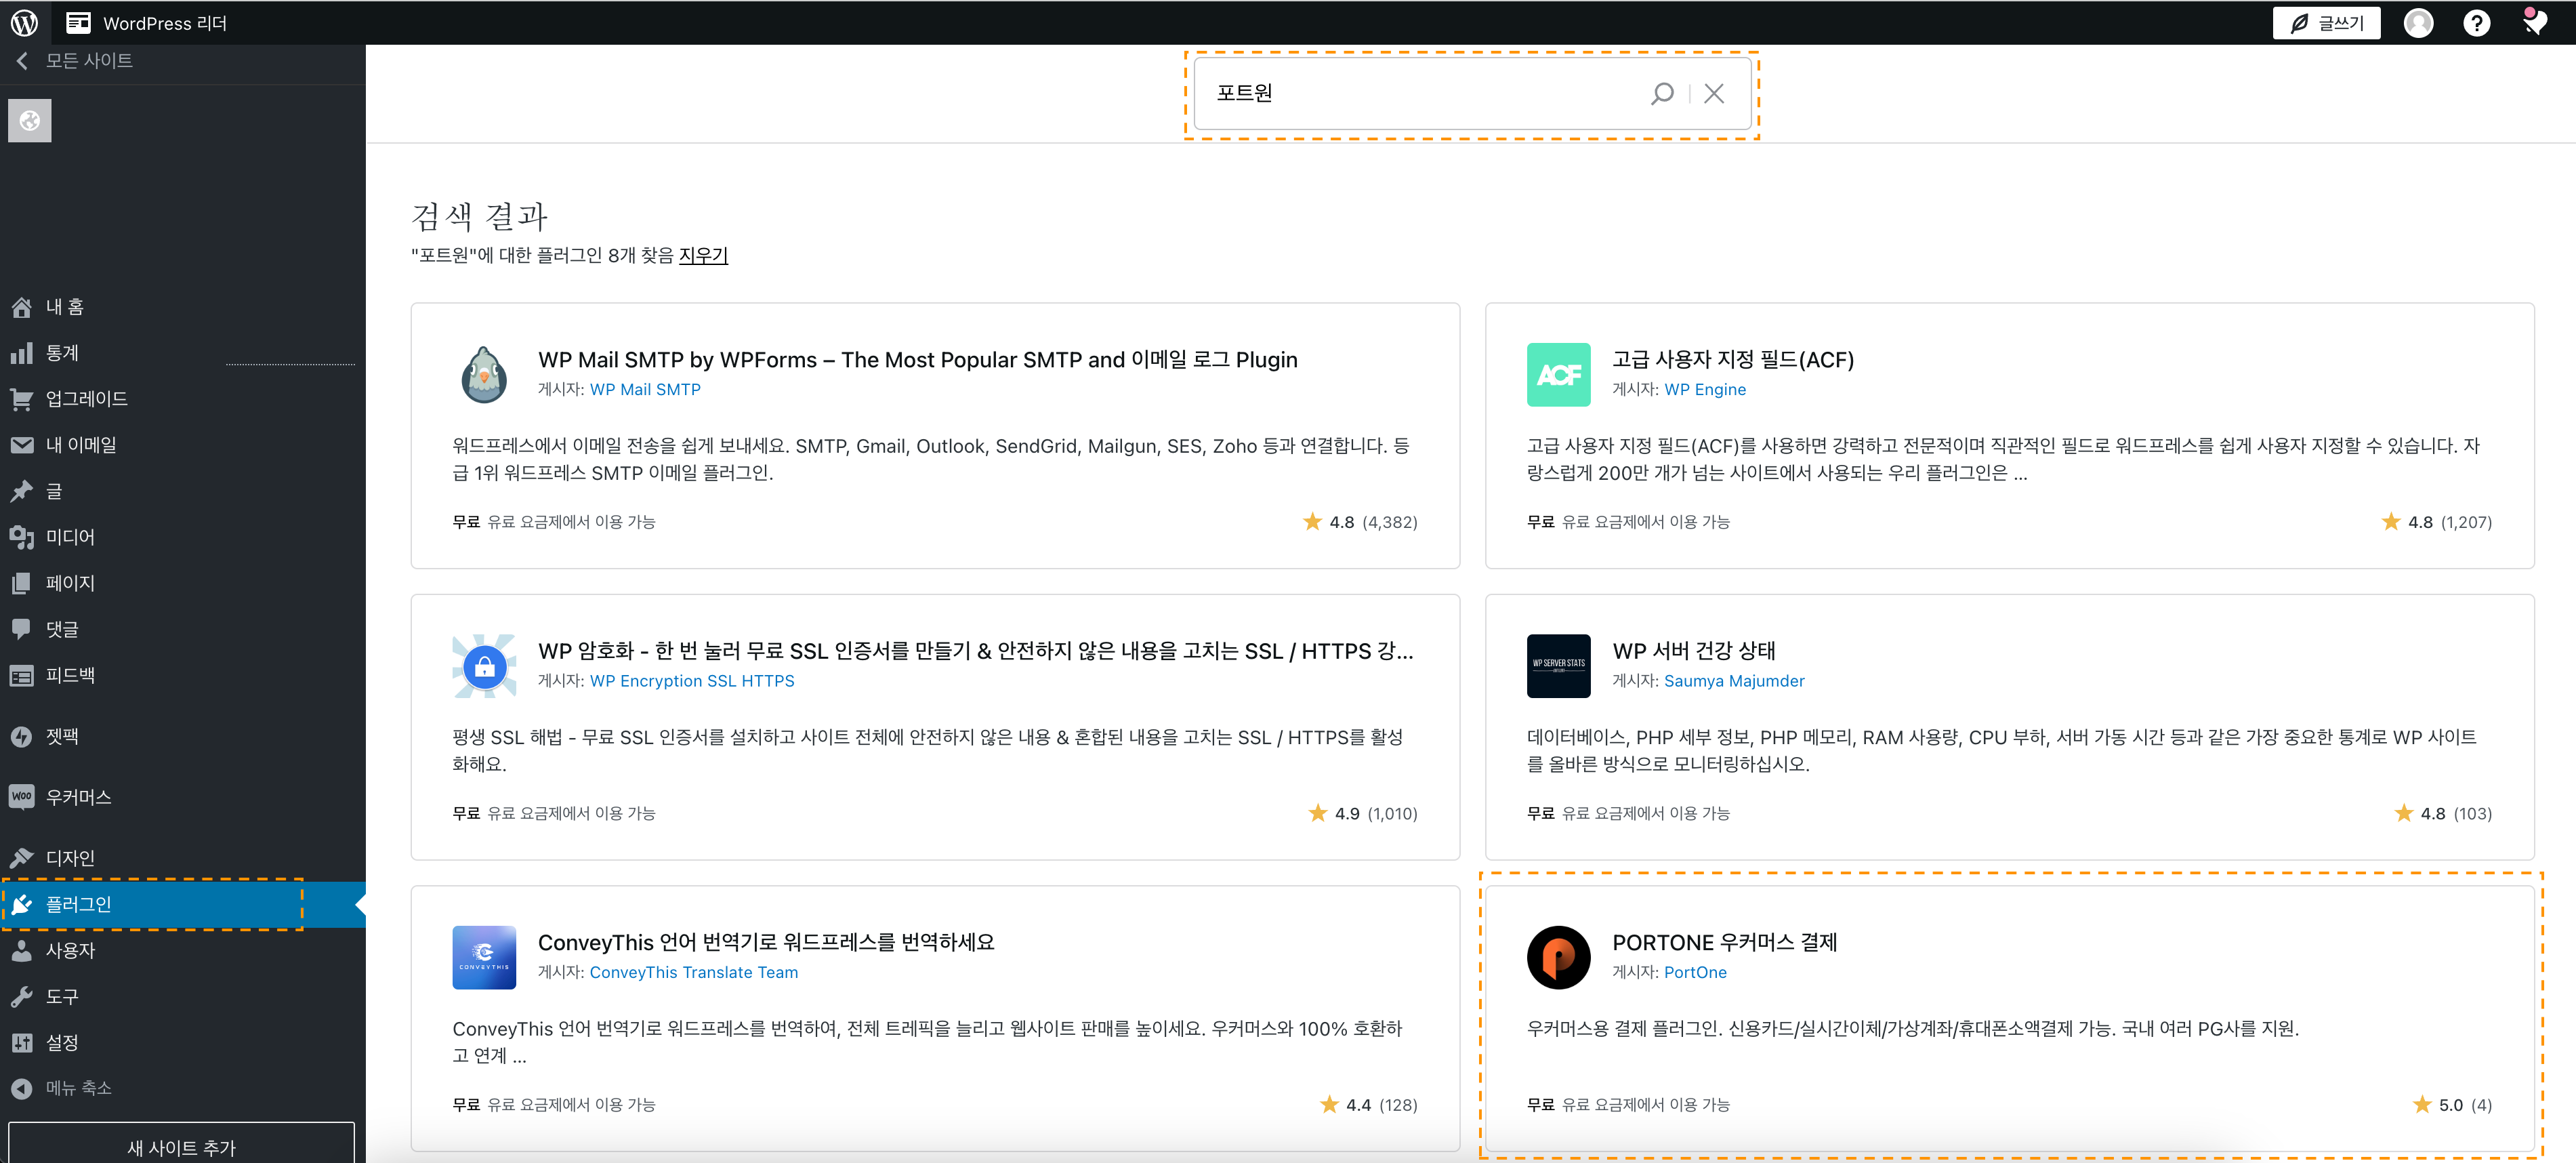 WordPress 리더
글쓰기
모든 사이트
내 홈
통계
업그레이드
내 이메일
글
미디어
페이지
댓글
피드백
젯팩
Woo
우커머스
디자인
플러그인
사용자
도구
설정
메뉴 축소
새 사이트 추가
포트원
검색 결과
"포트원"에 대한 플러그인 8개 찾음 지우기
WP Mail SMTP by WPForms – The Most Popular SMTP and 이메일 로그 Plugin
게시자: WP Mail SMTP
워드프레스에서 이메일 전송을 쉽게 보내세요. SMTP, Gmail, Outlook, SendGrid, Mailgun, SES, Zoho 등과 연결합니다. 등
급 1위 워드프레스 SMTP 이메일 플러그인.
무료 유료 요금제에서 이용 가능
4.8 (4,382)
ACF
고급 사용자 지정 필드(ACF)
게시자: WP Engine
고급 사용자 지정 필드(ACF)를 사용하면 강력하고 전문적이며 직관적인 필드로 워드프레스를 쉽게 사용자 지정할 수 있습니다. 자
랑스럽게 200만 개가 넘는 사이트에서 사용되는 우리 플러그인은 ...
무료 유료 요금제에서 이용 가능
4.8 (1,207)
WP 암호화 - 한 번 눌러 무료 SSL 인증서를 만들기 & 안전하지 않은 내용을 고치는 SSL / HTTPS 강...
게시자: WP Encryption SSL HTTPS
평생 SSL 해법 - 무료 SSL 인증서를 설치하고 사이트 전체에 안전하지 않은 내용 & 혼합된 내용을 고치는 SSL / HTTPS를 활성
화해요.
무료 유료 요금제에서 이용 가능
4.9 (1,010)
WP SERVER STATS
WP 서버 건강 상태
게시자: Saumya Majumder
데이터베이스, PHP 세부 정보, PHP 메모리, RAM 사용량, CPU 부하, 서버 가동 시간 등과 같은 가장 중요한 통계로 WP 사이트
를 올바른 방식으로 모니터링하십시오.
무료 유료 요금제에서 이용 가능
4.8 (103)
CONVEYTHIS
ConveyThis 언어 번역기로 워드프레스를 번역하세요
게시자: ConveyThis Translate Team
ConveyThis 언어 번역기로 워드프레스를 번역하여, 전체 트레픽을 늘리고 웹사이트 판매를 높이세요. 우커머스와 100% 호환하
고 연계 ...
무료 유료 요금제에서 이용 가능
4.4 (128)
PORTONE 우커머스 결제
게시자: PortOne
우커머스용 결제 플러그인. 신용카드/실시간이체/가상계좌/휴대폰소액결제 가능. 국내 여러 PG사를 지원.
무료 유료 요금제에서 이용 가능
5.0 (4)